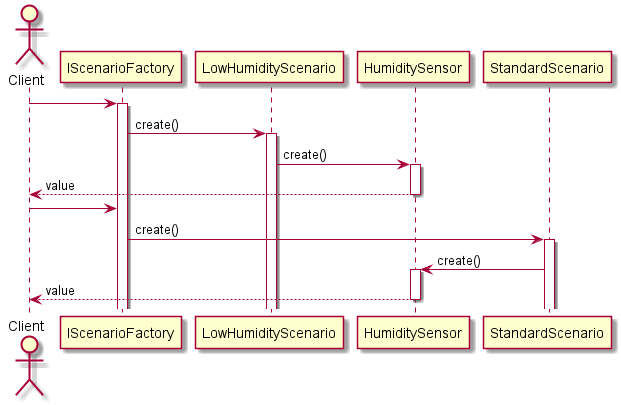 Client
IScenarioFactory
LowHumidityScenario
HumiditySensor
StandardScenario
create()
create()
value
create()
create()
value
Client
IScenarioFactory
LowHumidityScenario
HumiditySensor
StandardScenario